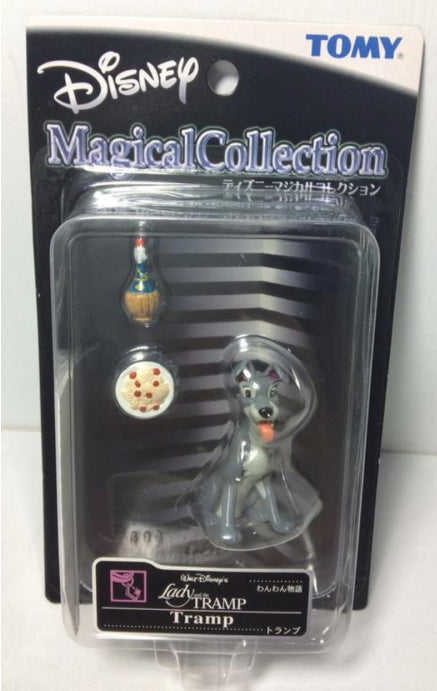 TOMY
Disney
MagicalCollection
ディズニーマジカルコレクション
Walt Disney's
Lady and the TRAMP
わんわん物語
Tramp
トランプ